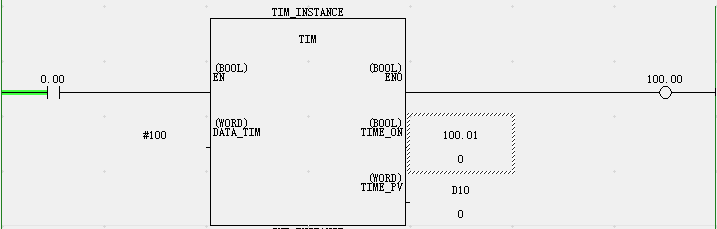 TIM_INSTANCE
TIM
(BOOL) (BOOL)
0.00 EN ENO 100.00
(WORD) (BOOL)
#100 DATA_TIM TIME_ON 100.01
0
(WORD)
TIME_PV D10
0